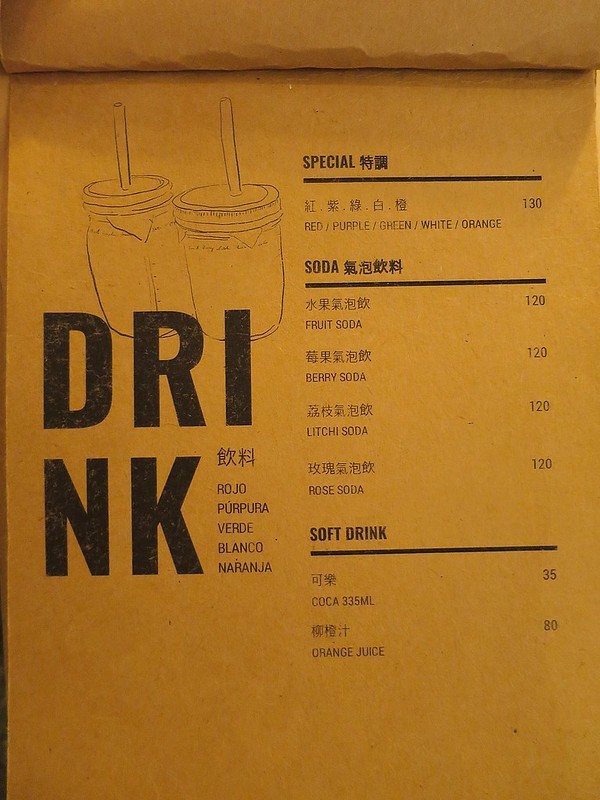 DRI
NK
飲料
ROJO
PÚRPURA
VERDE
BLANCO
NARANJA
SPECIAL 特調
紅.紫.綠.白.橙 130
RED / PURPLE / GREEN / WHITE / ORANGE
SODA 氣泡飲料
水果氣泡飲 120
FRUIT SODA
莓果氣泡飲 120
BERRY SODA
荔枝氣泡飲 120
LITCHI SODA
玫瑰氣泡飲 120
ROSE SODA
SOFT DRINK
可樂 35
COCA 335ML
柳橙汁 80
ORANGE JUICE